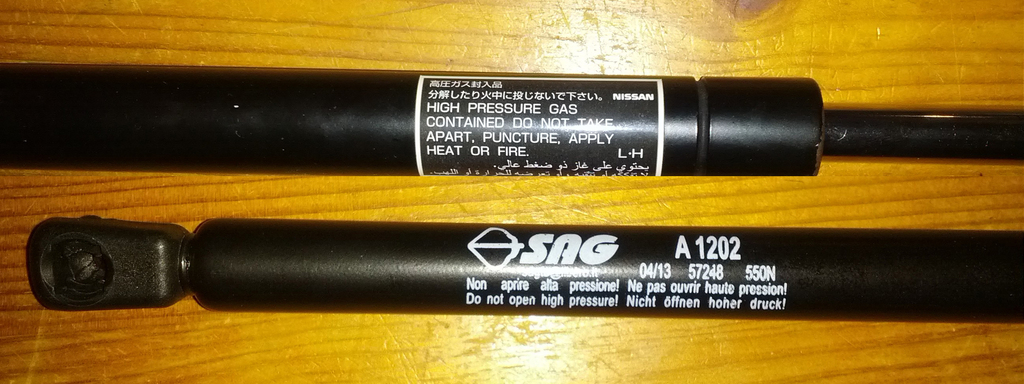 高圧ガス封入品
分解したり火中に投じないで下さい。 NISSAN
HIGH PRESSURE GAS
CONTAINED DO NOT TAKE
APART, PUNCTURE, APPLY
HEAT OR FIRE. L·H
يحتوي على غاز ذو ضغط عالي.
SAG A 1202
04/13 57248 550N
Non aprire alta pressione! Ne pas ouvrir haute pression!
Do not open high pressure! Nicht öffnen hoher druck!